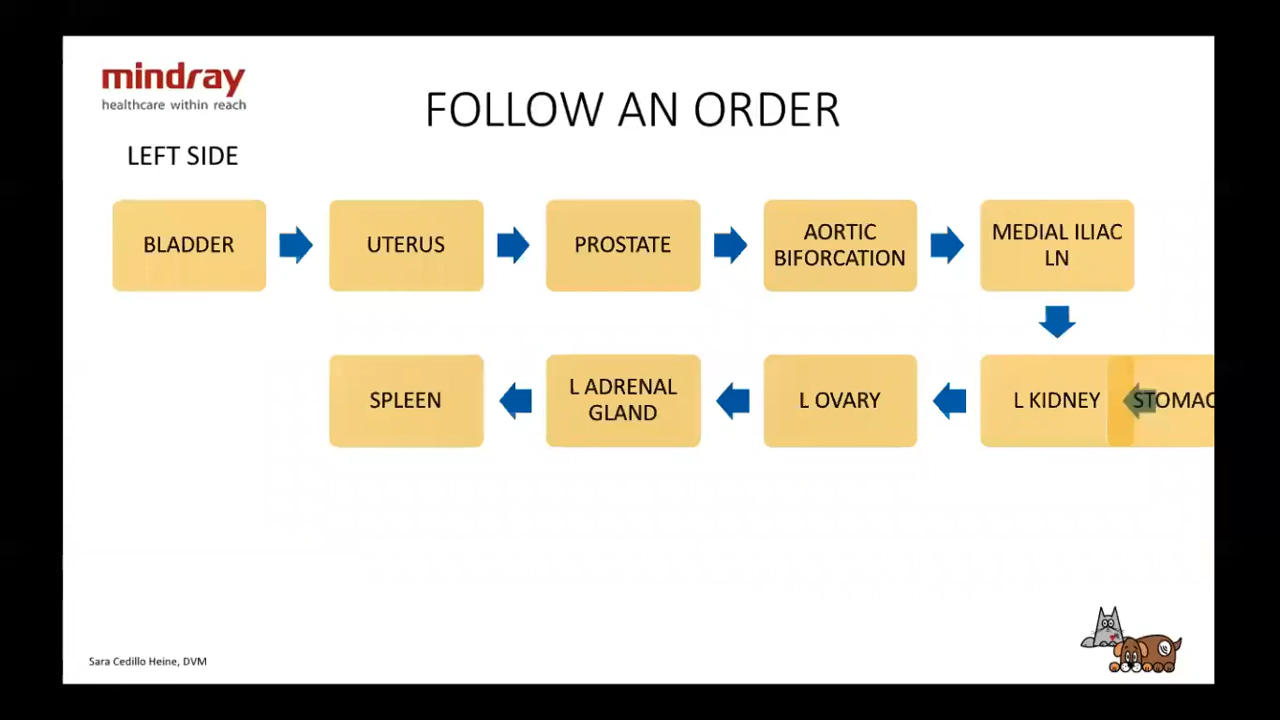 mindray
healthcare within reach
FOLLOW AN ORDER
LEFT SIDE
BLADDER
UTERUS
PROSTATE
AORTIC
BIFORCATION
MEDIAL ILIAC
LN
SPLEEN
L ADRENAL
GLAND
L OVARY
L KIDNEY
STOMAC
Sara Cedillo Heine, DVM